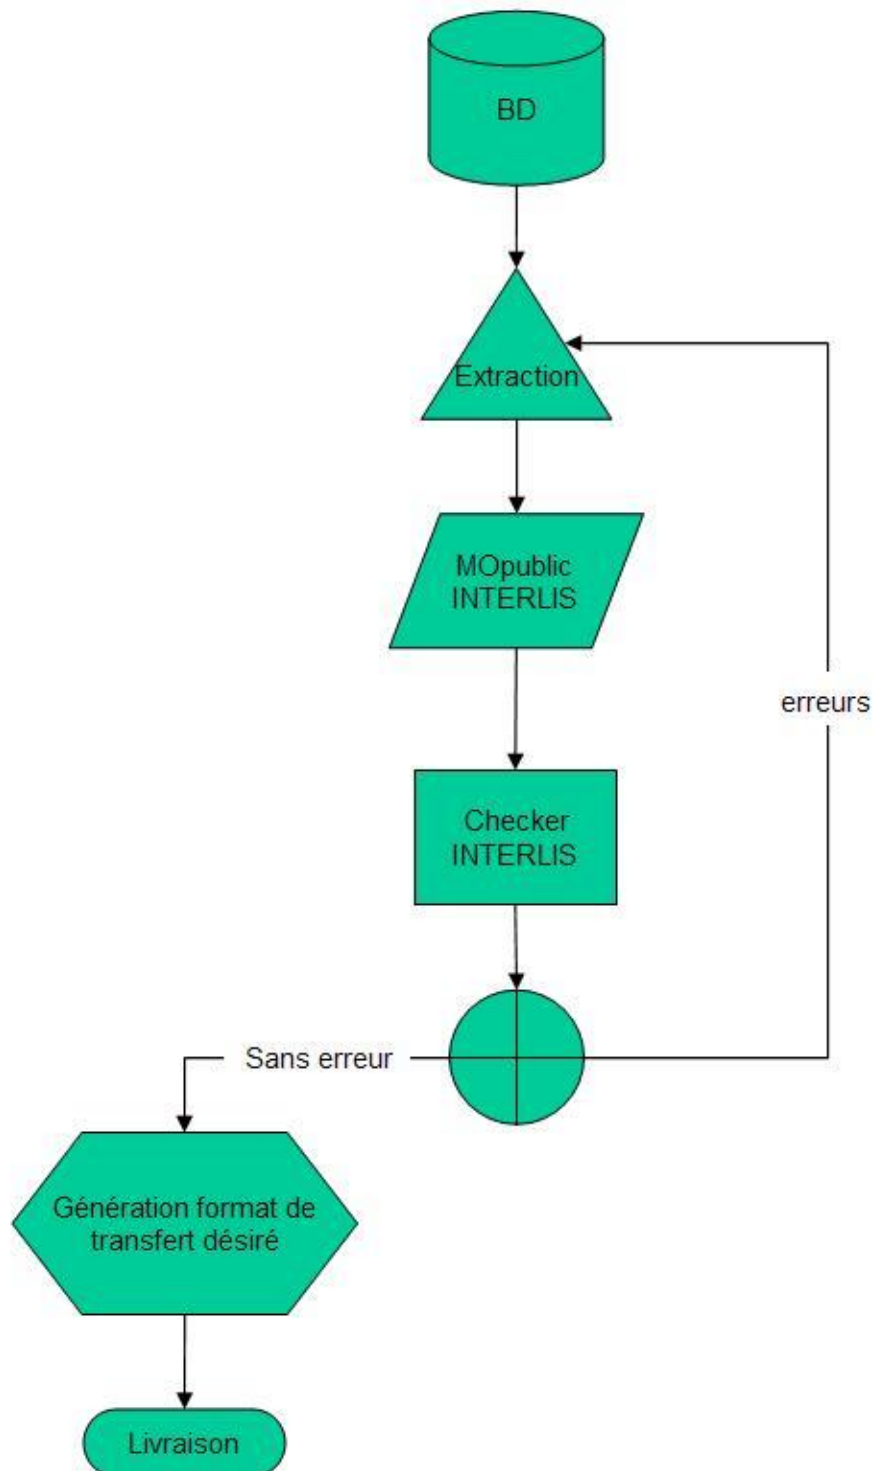 BD
Extraction
MOpublic
INTERLIS
erreurs
Checker
INTERLIS
Sans erreur
Génération format de
transfert désiré
Livraison